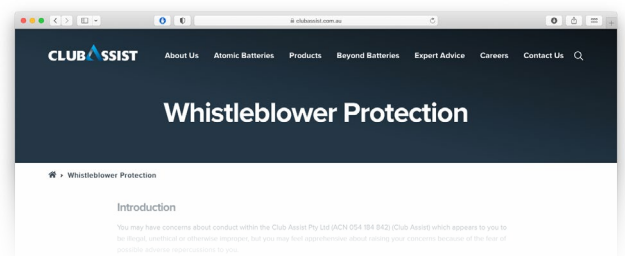 clubassist.com.au
CLUB ASSIST
About Us Atomic Batteries Products Beyond Batteries Expert Advice Careers Contact Us
Whistleblower Protection
Whistleblower Protection
Introduction
You may have concerns about conduct within the Club Assist Pty Ltd (ACN 054 184 842) (Club Assist) which appears to you to
be illegal, unethical or otherwise improper, but you may feel apprehensive about raising your concerns because of the fear of
possible adverse repercussions to you.